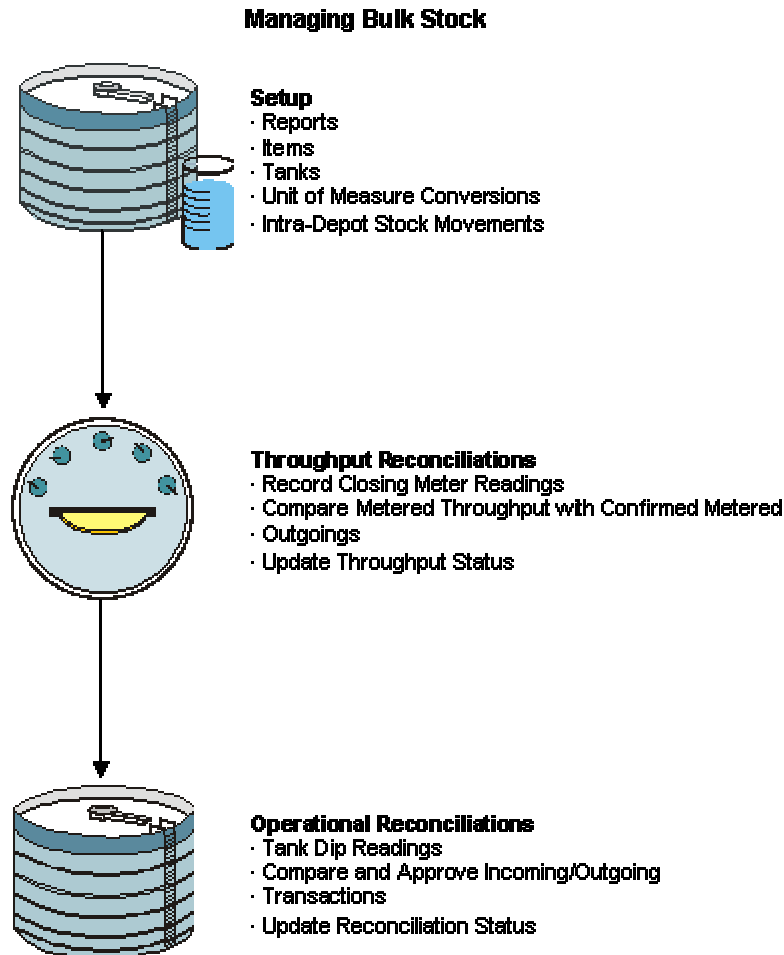 Managing Bulk Stock
Setup
· Reports
· Items
· Tanks
· Unit of Measure Conversions
· Intra-Depot Stock Movements
Throughput Reconciliations
· Record Closing Meter Readings
· Compare Metered Throughput with Confirmed Metered
· Outgoings
· Update Throughput Status
Operational Reconciliations
· Tank Dip Readings
· Compare and Approve Incoming/Outgoing
· Transactions
· Update Reconciliation Status